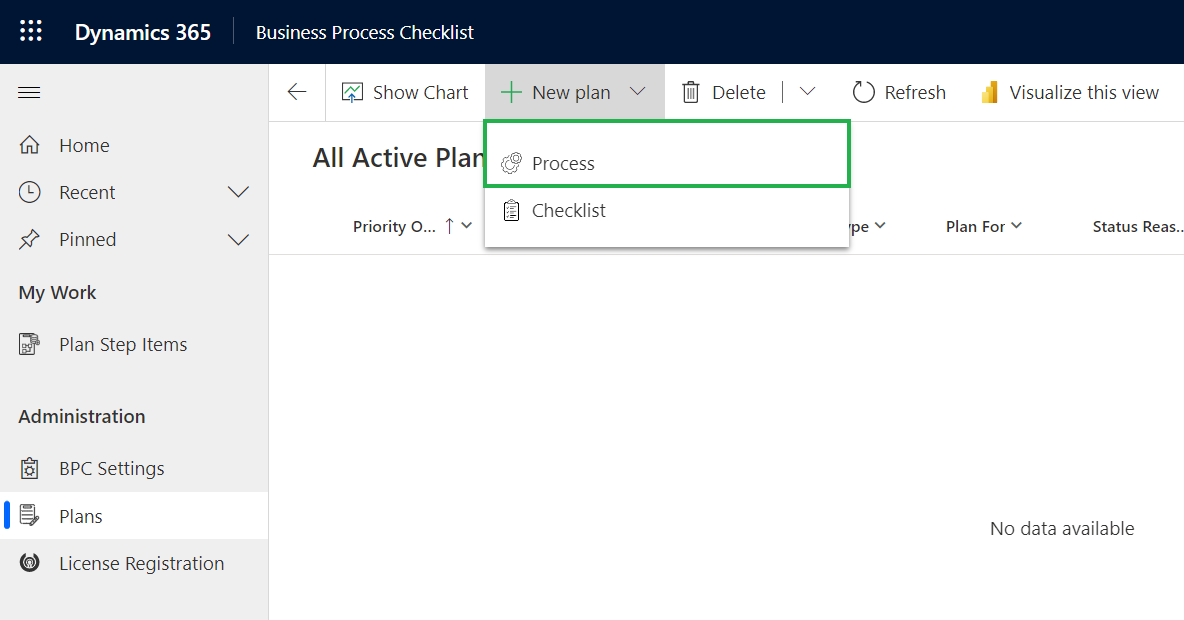 Dynamics 365
Business Process Checklist
Show Chart
New plan
Delete
Refresh
Visualize this view
Home
Recent
Pinned
My Work
Plan Step Items
Administration
BPC Settings
Plans
License Registration
All Active Plan
Process
Checklist
Priority O...
ype
Plan For
Status Reas...
No data available